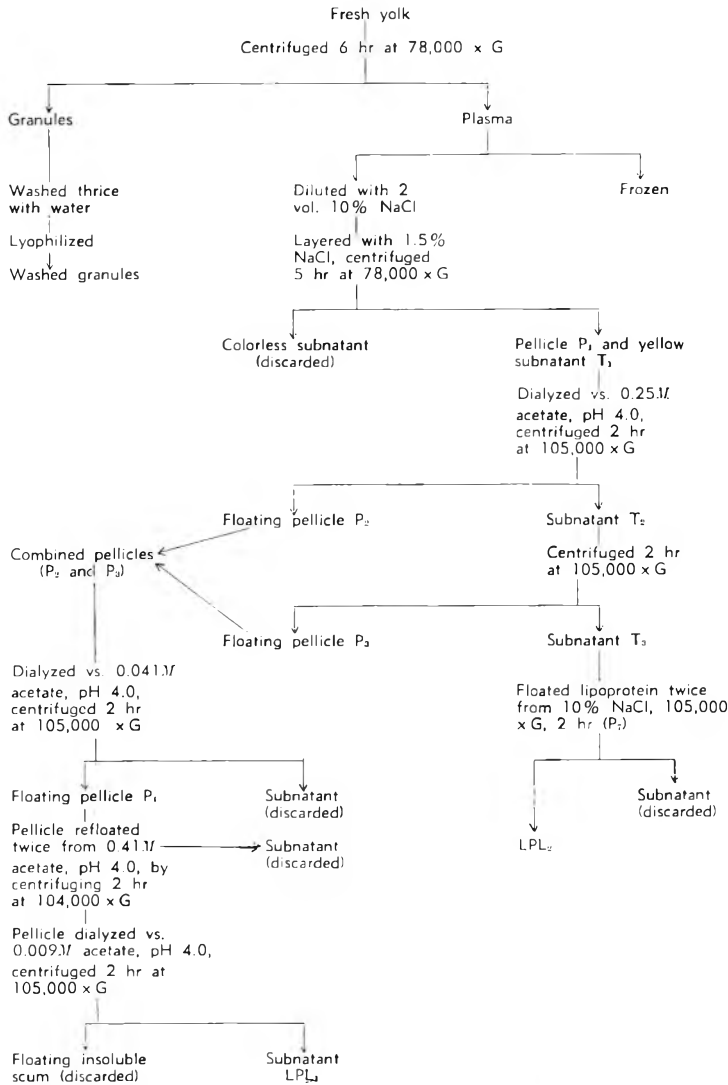 Fresh yolk
Centrifuged 6 hr at 78,000 x G
Granules
Plasma
Washed thrice
with water
Lyophilized
Washed granules
Diluted with 2
vol. 10% NaCl
Frozen
Layered with 1.5%
NaCl, centrifuged
5 hr at 78,000 x G
Colorless subnatant
(discarded)
Pellicle P₁ and yellow
subnatant T₁
Dialyzed vs. 0.25M
acetate, pH 4.0,
centrifuged 2 hr
at 105,000 x G
Floating pellicle P₂
Subnatant T₂
Combined pellicles
(P₂ and P₃)
Centrifuged 2 hr
at 105,000 x G
Floating pellicle P₃
Subnatant T₃
Dialyzed vs. 0.041M
acetate, pH 4.0,
centrifuged 2 hr
at 105,000 x G
Floated lipoprotein twice
from 10% NaCl, 105,000
x G, 2 hr
Floating pellicle
Subnatant
(discarded)
LPL₂
Subnatant
(discarded)
Pellicle refloated
twice from 0.41M
acetate, pH 4.0, by
centrifuging 2 hr
at 104,000 x G
Subnatant
(discarded)
Pellicle dialyzed vs.
0.009M acetate, pH 4.0,
centrifuged 2 hr at
105,000 x G
Floating insoluble
scum (discarded)
Subnatant